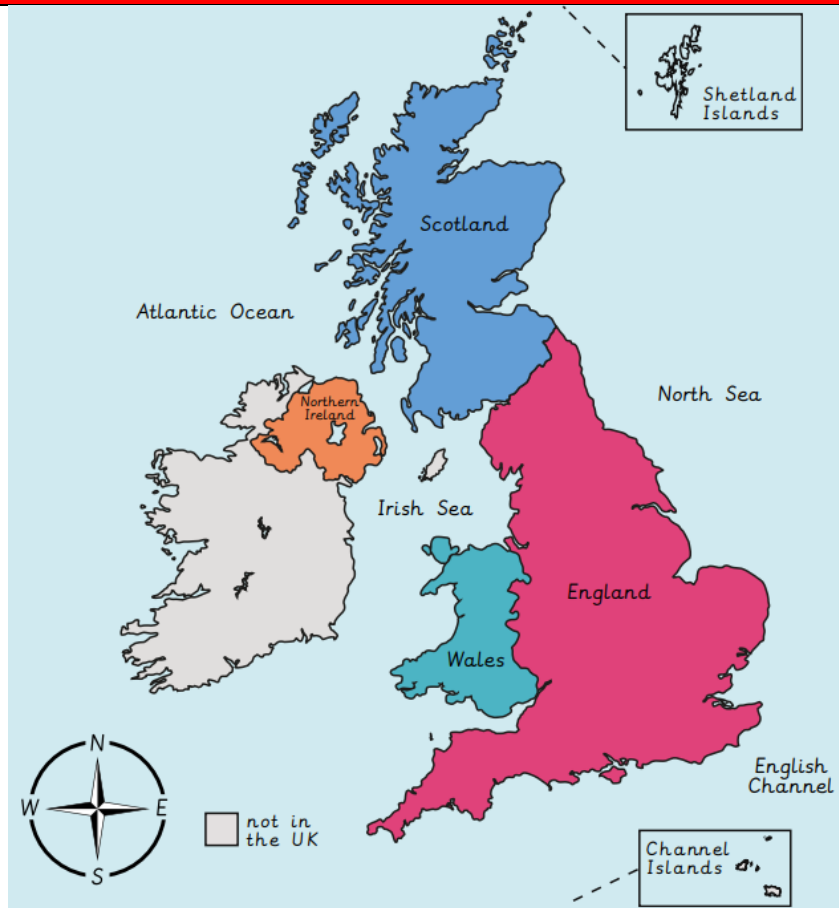 Shetland
Islands
Scotland
Atlantic Ocean
Northern
Ireland
North Sea
Irish Sea
England
Wales
N
W
E
S
not in
the UK
English
Channel
Channel
Islands